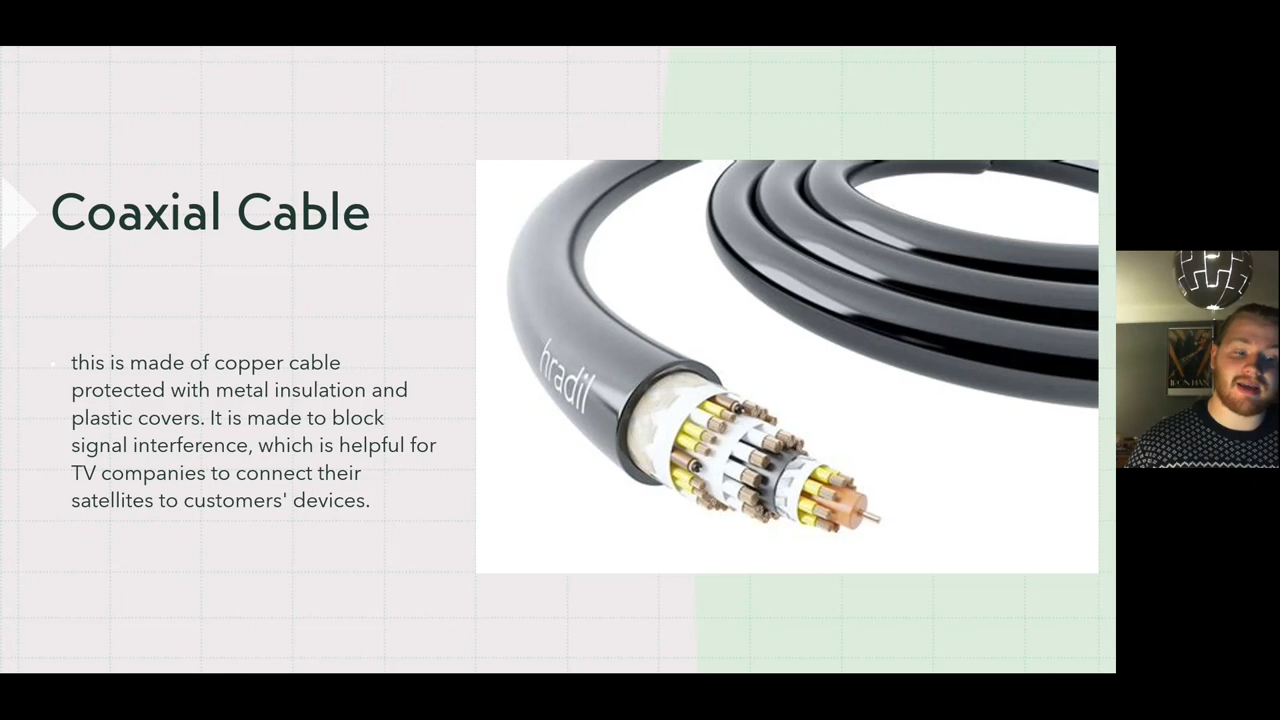 Coaxial Cable
this is made of copper cable
protected with metal insulation and
plastic covers. It is made to block
signal interference, which is helpful for
TV companies to connect their
satellites to customers' devices.
hradil